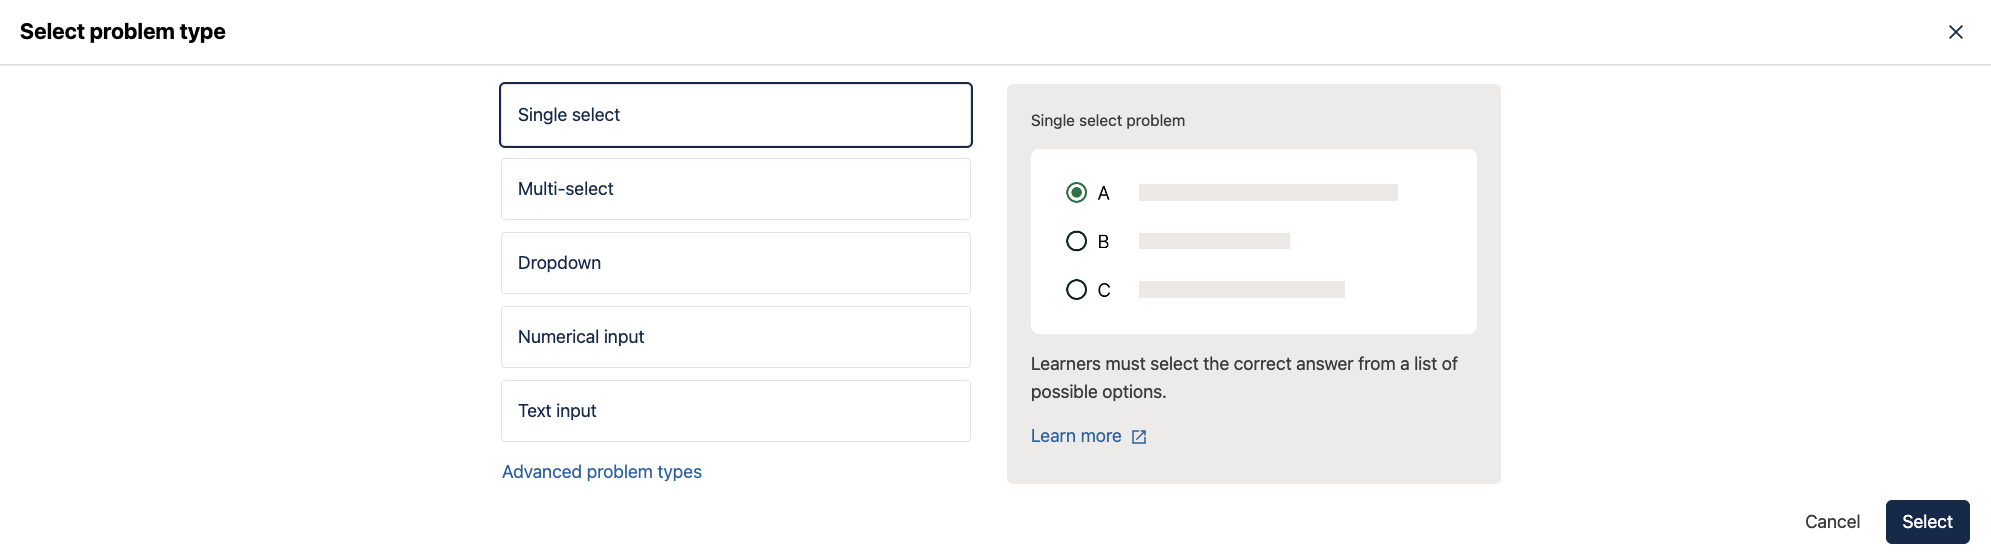 Select problem type
Single select
Multi-select
Dropdown
Numerical input
Text input
Advanced problem types
Single select problem
A
B
C
Learners must select the correct answer from a list of
possible options.
Learn more
Cancel
Select